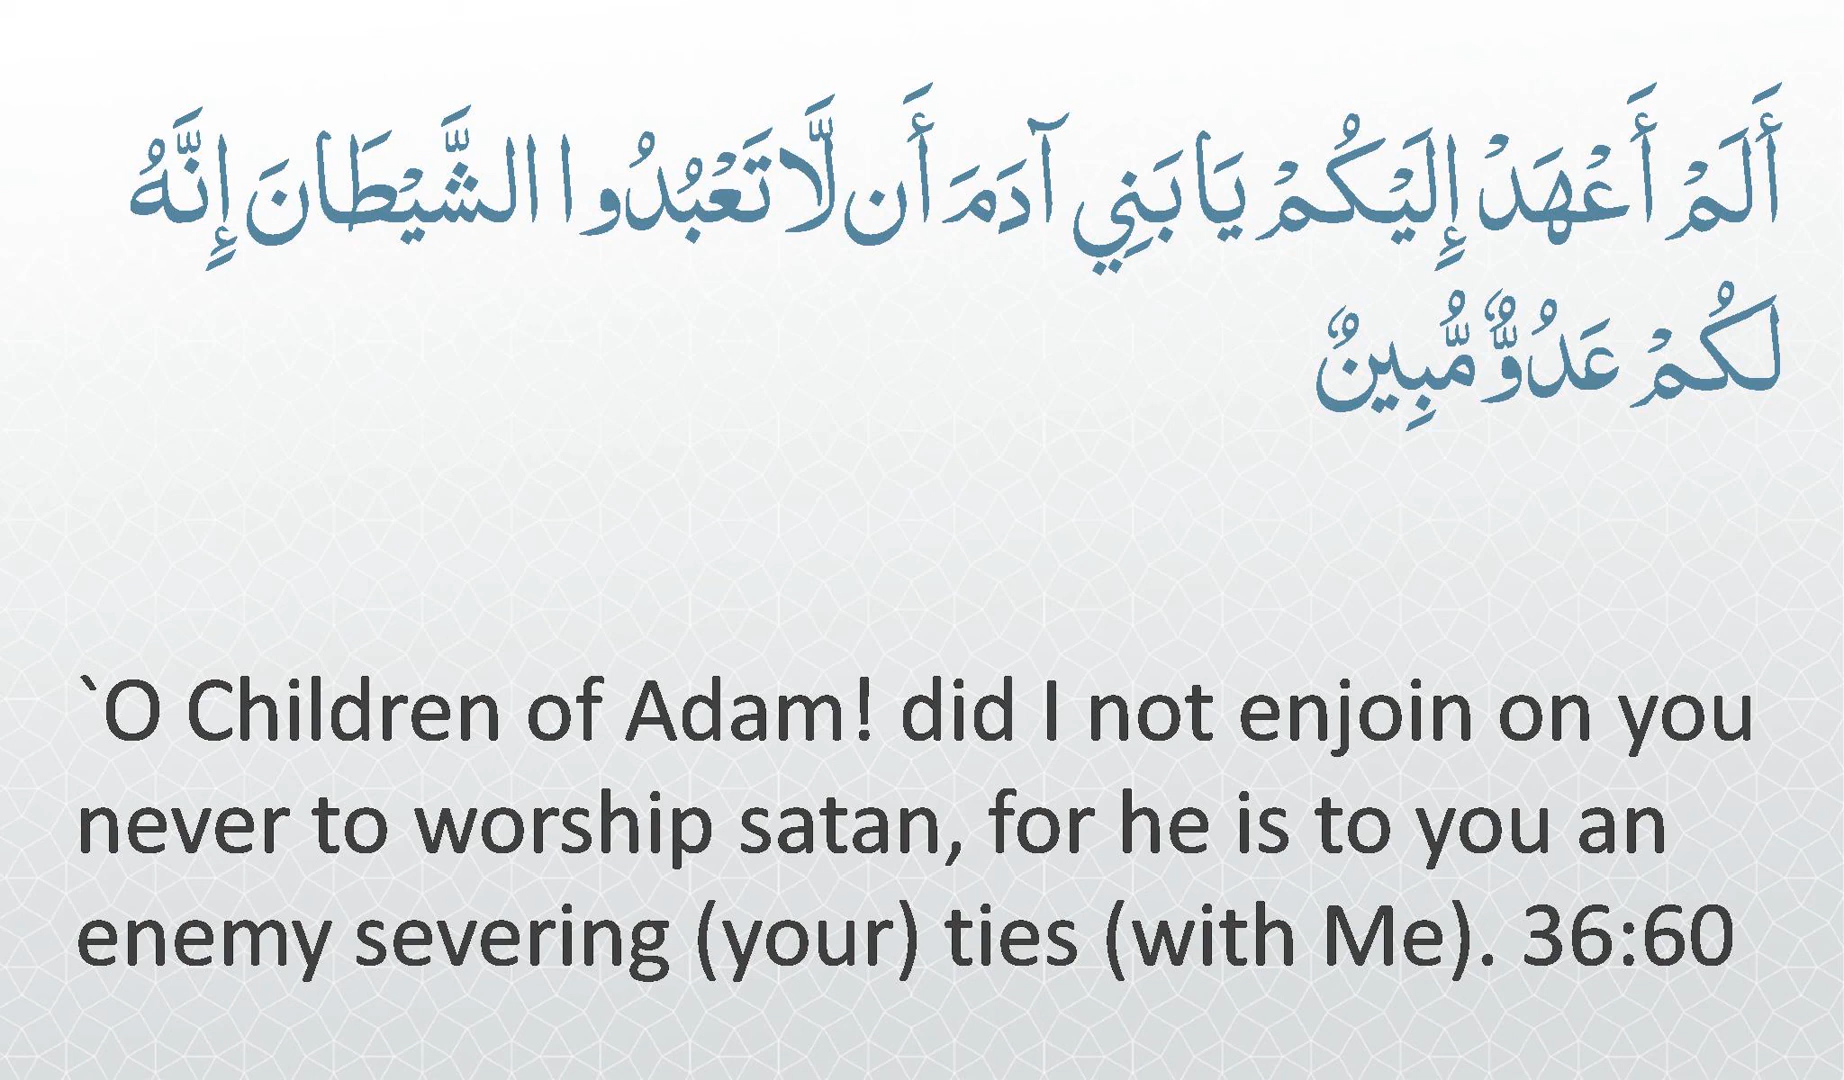 أَلَمْ أَعْهَدْ إِلَيْكُمْ يَا بَنِي آدَمَ أَن لَّا تَعْبُدُوا الشَّيْطَانَ إِنَّهُ
لَكُمْ عَدُوٌّ مُّبِينٌ
`O Children of Adam! did I not enjoin on you
never to worship satan, for he is to you an
enemy severing (your) ties (with Me). 36:60